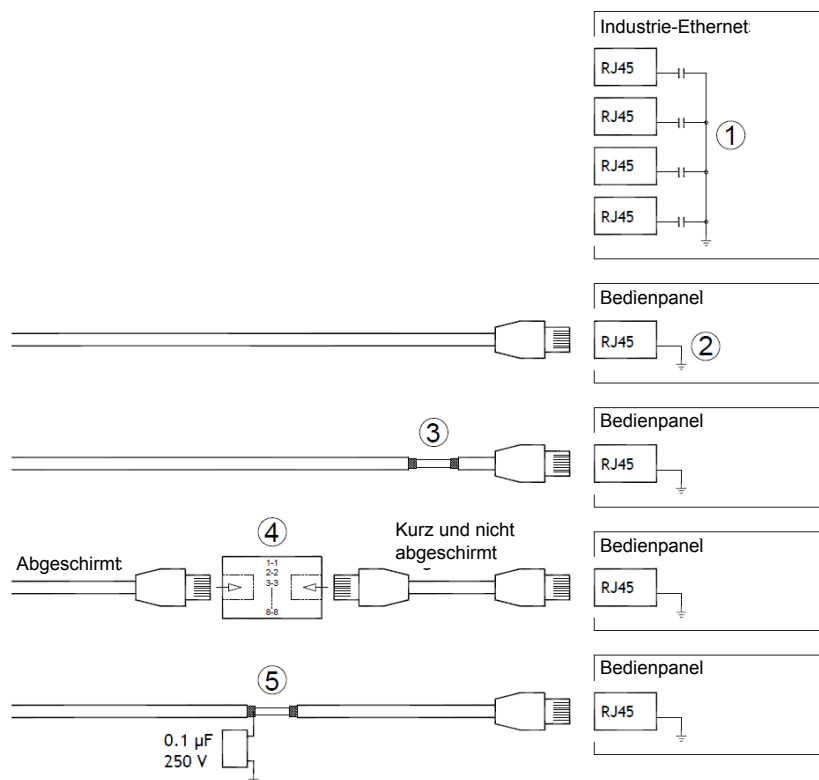 Industrie-Ethernet
RJ45
RJ45
1
RJ45
RJ45
Bedienpanel
RJ45
2
Bedienpanel
3
RJ45
4
Kurz und nicht
abgeschirmt
Bedienpanel
Abgeschirmt
1-1
2-2
3-3
8-8
RJ45
Bedienpanel
5
RJ45
0.1 µF
250 V